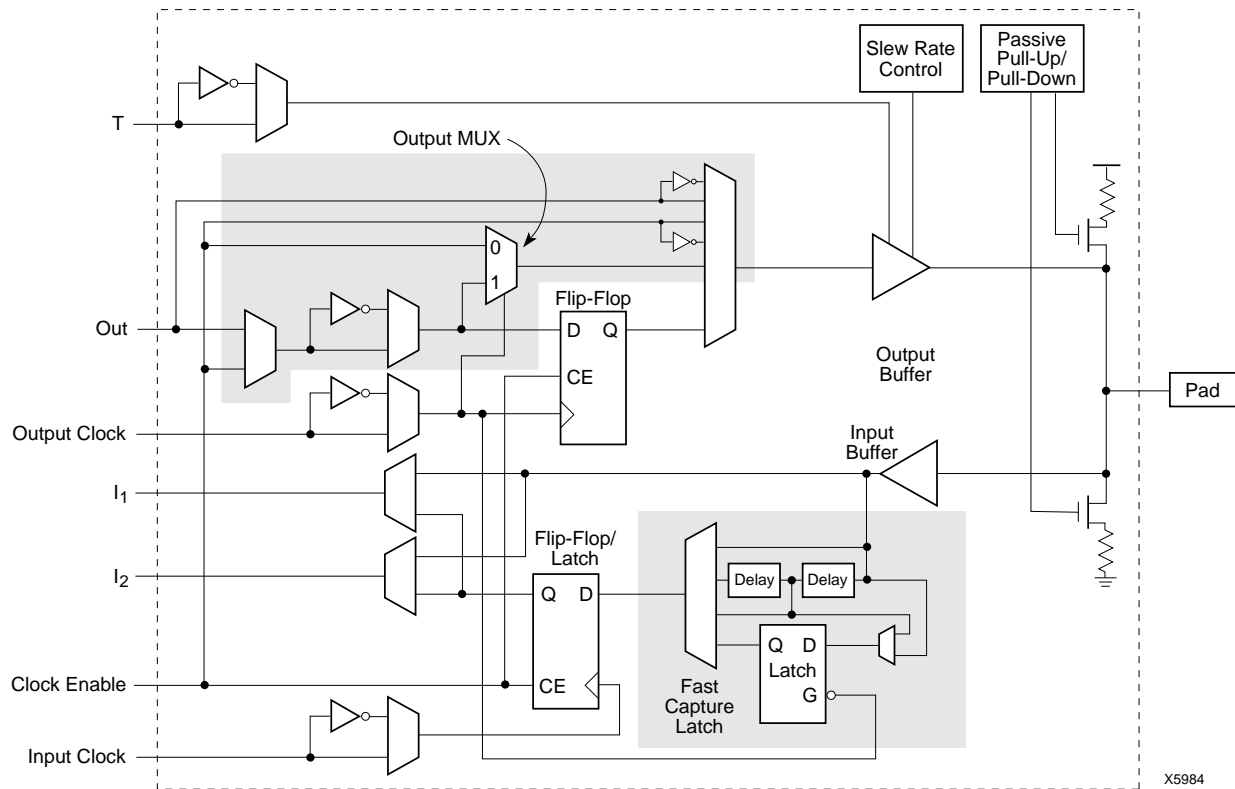 Slew Rate
Control
Passive
Pull-Up/
Pull-Down
T
Output MUX
0
1
Flip-Flop
D Q
CE
Out
Output
Buffer
Pad
Output Clock
Input
Buffer
I1
Flip-Flop/
Latch
I2
Delay
Delay
Q D
Q D
Latch
G
Clock Enable
CE
Fast
Capture
Latch
Input Clock
X5984